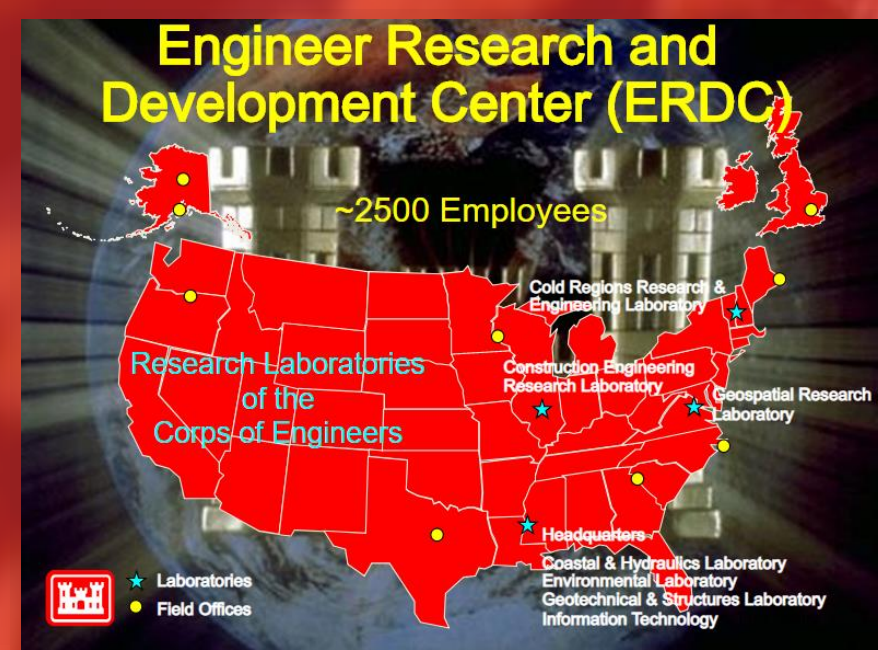 Engineer Research and
Development Center (ERDC)
~2500 Employees
Cold Regions Research &
Engineering Laboratory
Research Laboratories
of the
Corps of Engineers
Construction Engineering
Research Laboratory
Geospatial Research
Laboratory
Headquarters
Coastal & Hydraulics Laboratory
Environmental Laboratory
Geotechnical & Structures Laboratory
Information Technology
Laboratories
Field Offices